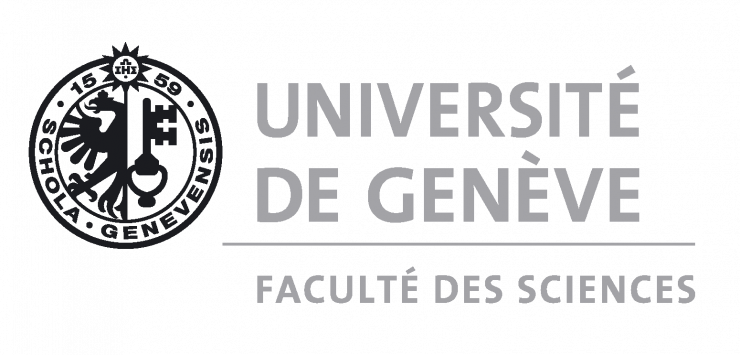 IHS
15 59
SCHOLA · GENEVENSIS
UNIVERSITÉ
DE GENÈVE
FACULTÉ DES SCIENCES